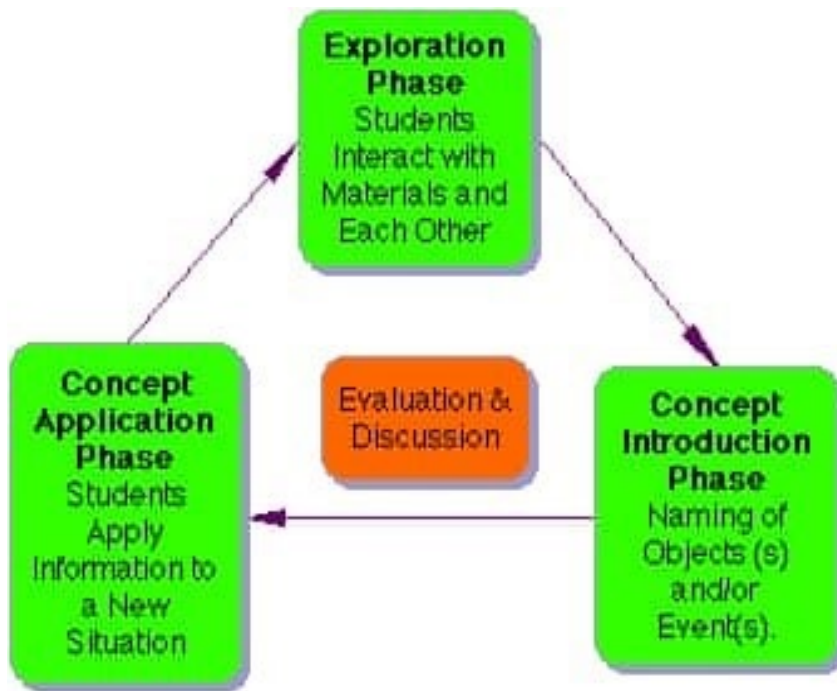 Exploration
Phase
Students
Interact with
Materials and
Each Other
Concept
Application
Phase
Students
Apply
Information to
a New
Situation
Evaluation &
Discussion
Concept
Introduction
Phase
Naming of
Objects (s)
and/or
Event(s).